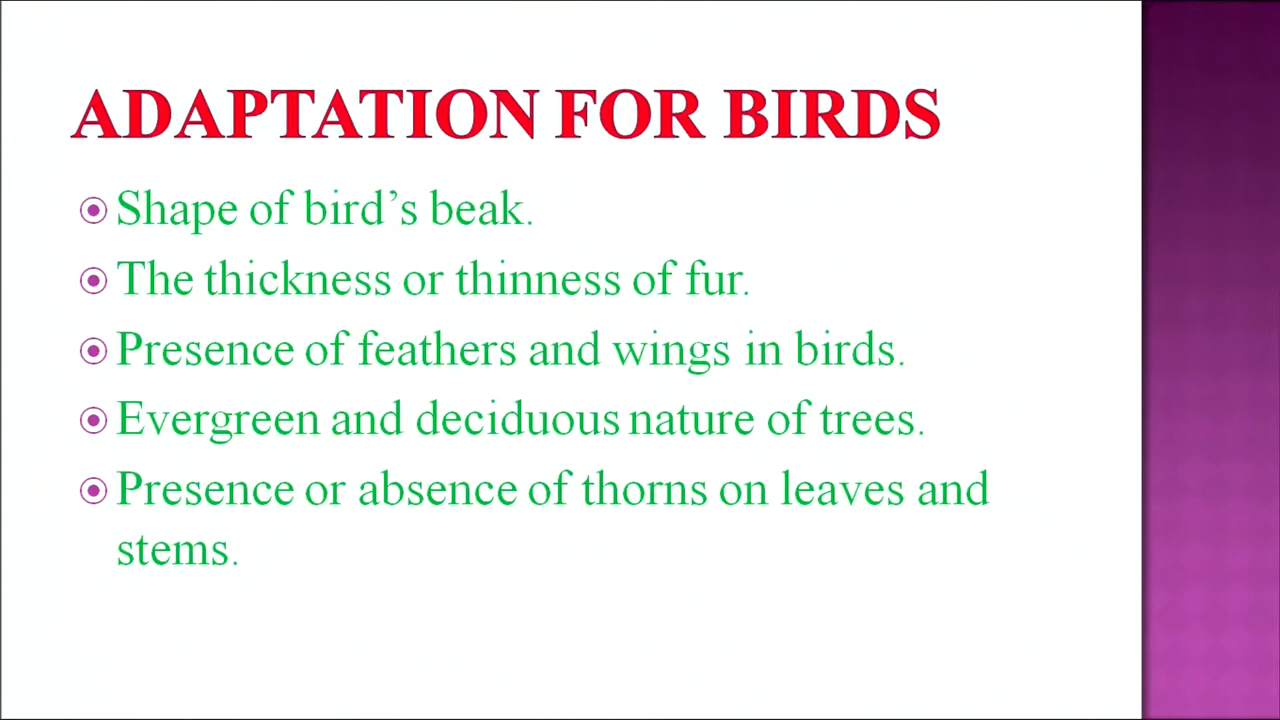 ADAPTATION FOR BIRDS
Shape of bird’s beak.
The thickness or thinness of fur.
Presence of feathers and wings in birds.
Evergreen and deciduous nature of trees.
Presence or absence of thorns on leaves and
stems.